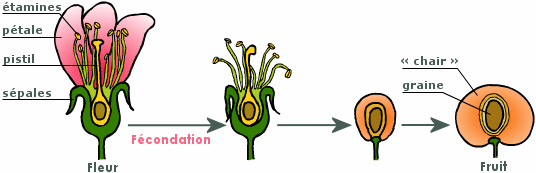 étamines
pétale
pistil
sépales
Fleur
Fécondation
« chair »
graine
Fruit